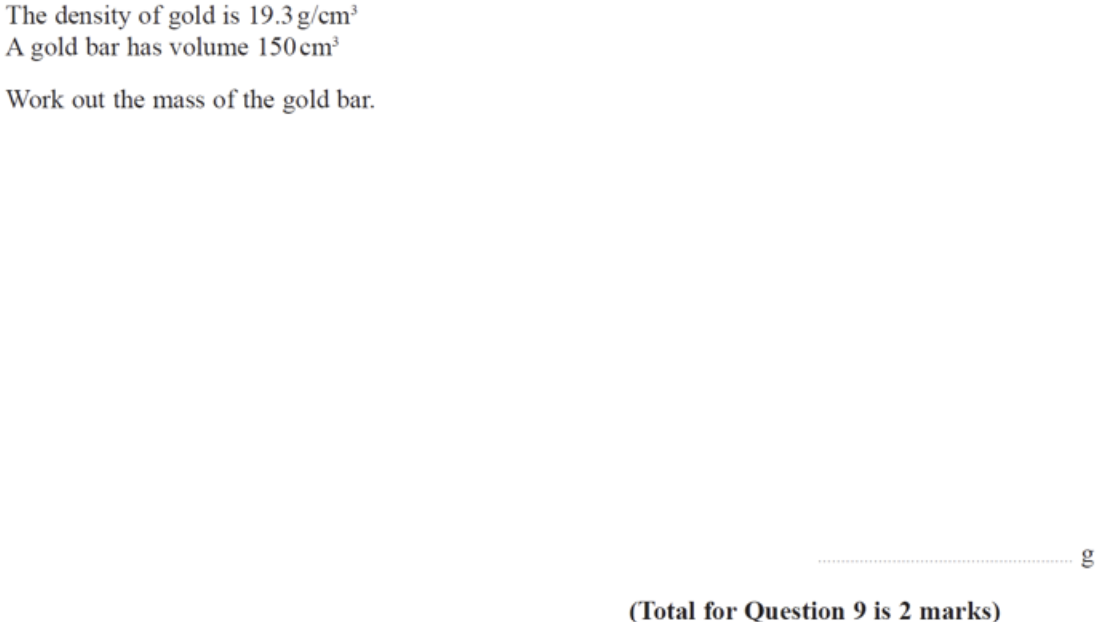 The density of gold is 19.3 g/cm³
A gold bar has volume 150 cm³
Work out the mass of the gold bar.
.............................................................. g
(Total for Question 9 is 2 marks)